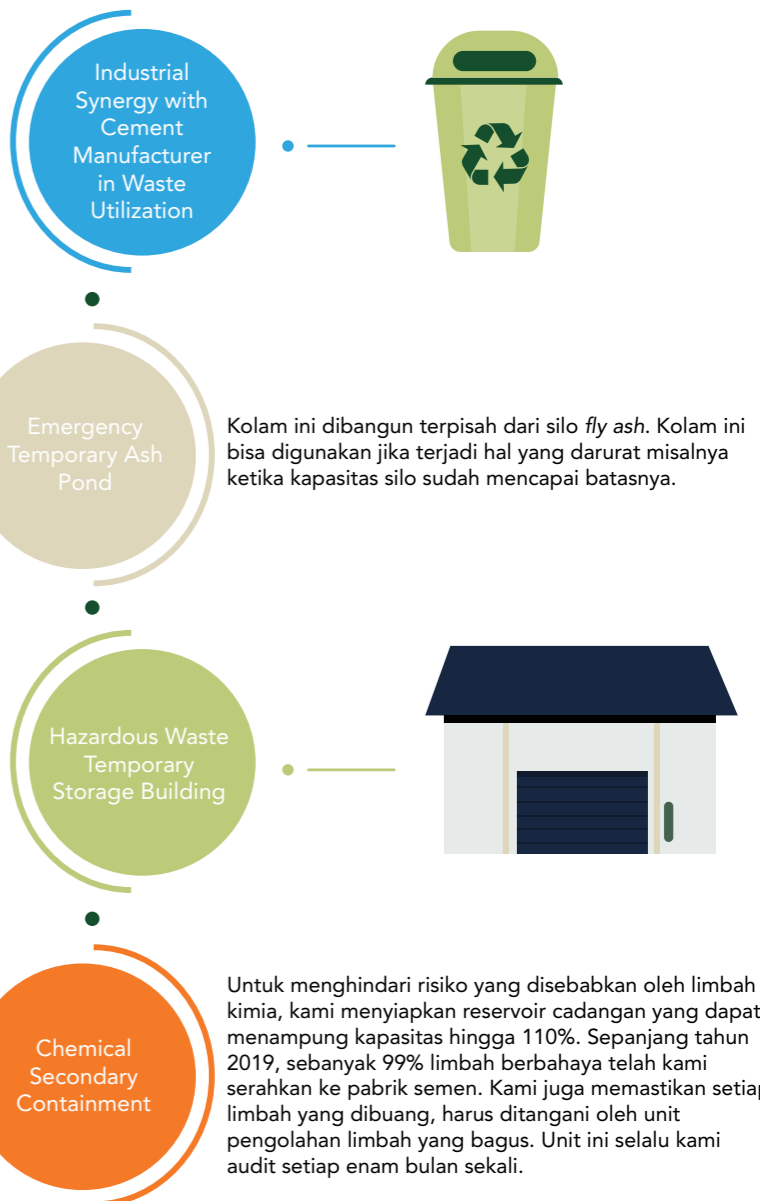 Industrial
Synergy with
Cement
Manufacturer
in Waste
Utilization
Emergency
Temporary Ash
Pond
Kolam ini dibangun terpisah dari silo fly ash. Kolam ini
bisa digunakan jika terjadi hal yang darurat misalnya
ketika kapasitas silo sudah mencapai batasnya.
Hazardous Waste
Temporary
Storage Building
Chemical
Secondary
Containment
Untuk menghindari risiko yang disebabkan oleh limbah
kimia, kami menyiapkan reservoir cadangan yang dapat
menampung kapasitas hingga 110%. Sepanjang tahun
2019, sebanyak 99% limbah berbahaya telah kami
serahkan ke pabrik semen. Kami juga memastikan setiap
limbah yang dibuang, harus ditangani oleh unit
pengolahan limbah yang bagus. Unit ini selalu kami
audit setiap enam bulan sekali.